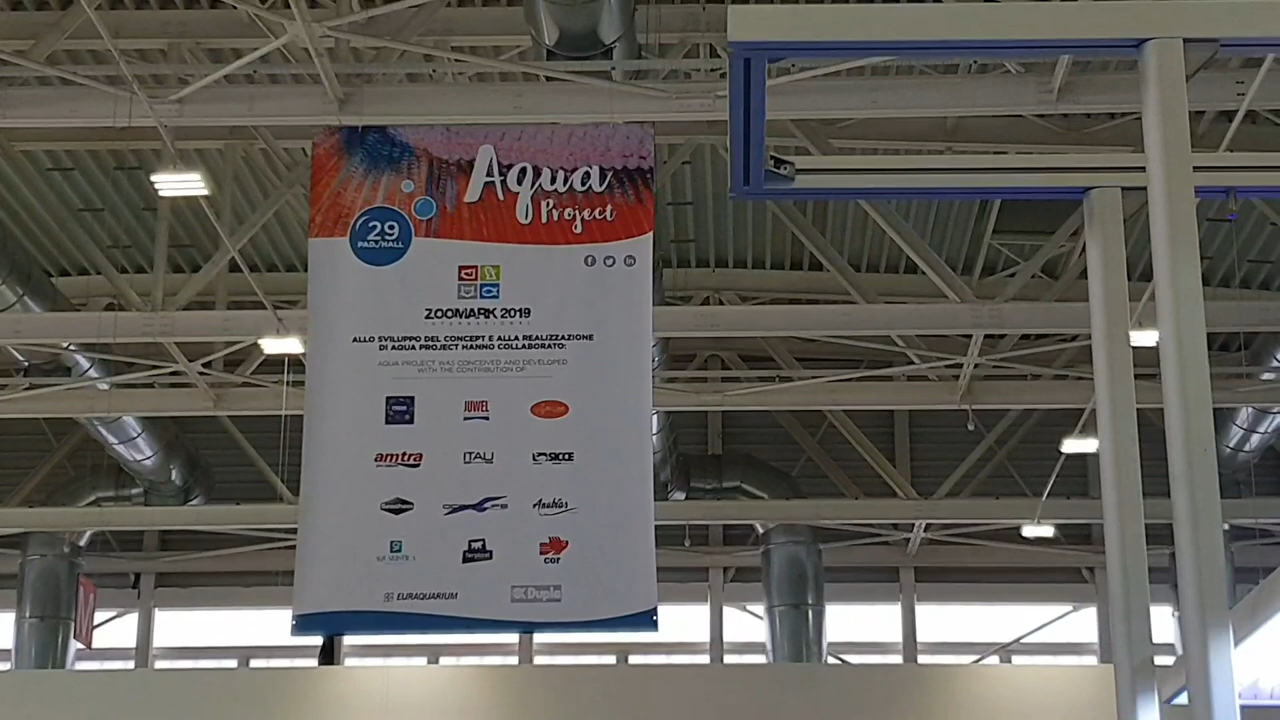 Aqua
Project
29
PAD./HALL
ZOOMARK 2019
INTERNATIONAL
ALLO SVILUPPO DEL CONCEPT E ALLA REALIZZAZIONE
DI AQUA PROJECT HANNO COLLABORATO:
AQUA PROJECT WAS CONCEIVED AND DEVELOPED
WITH THE CONTRIBUTION OF
JUWEL
amtra
ITAU
SICCE
Anubias
ferplast
cor
EURAQUARIUM
Dupla